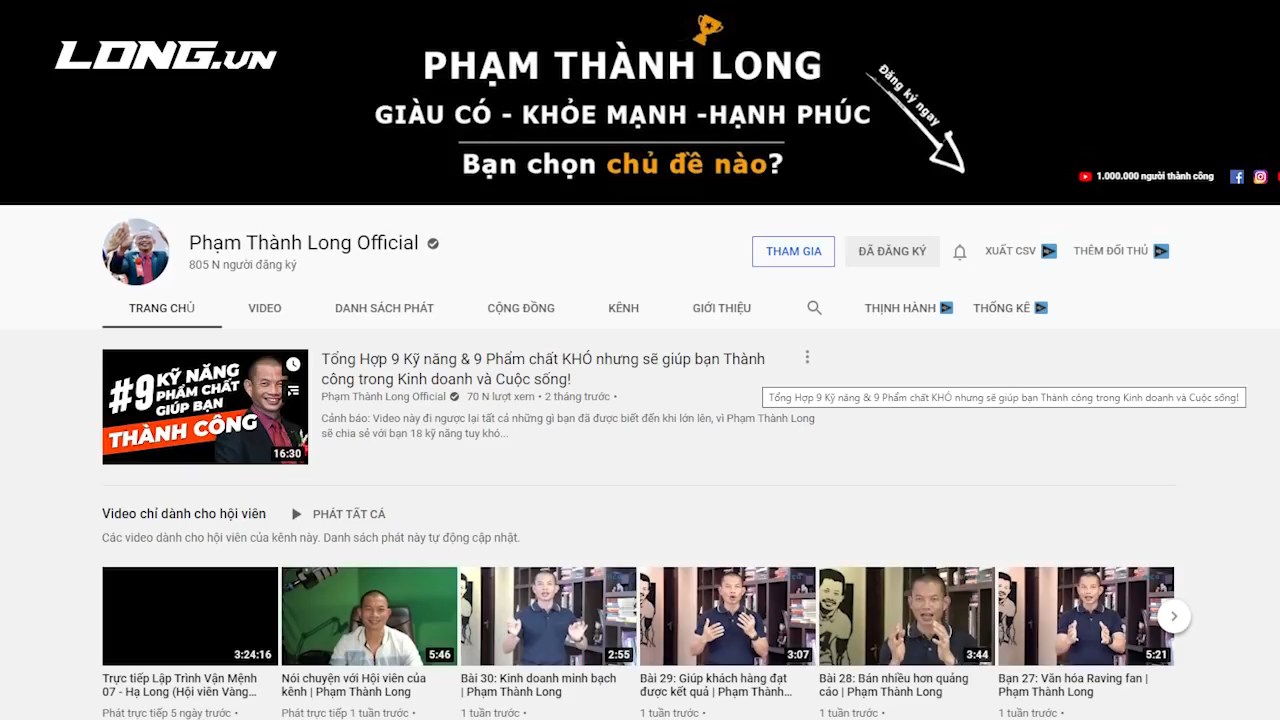 LONG.VN
PHẠM THÀNH LONG
GIÀU CÓ - KHỎE MẠNH -HẠNH PHÚC
Bạn chọn chủ đề nào?
Đăng ký ngay
1.000.000 người thành công
Phạm Thành Long Official
805 N người đăng ký
THAM GIA
ĐÃ ĐĂNG KÝ
XUẤT CSV
THÊM ĐỐI THỦ
TRANG CHỦ
VIDEO
DANH SÁCH PHÁT
CỘNG ĐỒNG
KÊNH
GIỚI THIỆU
THỊNH HÀNH
THỐNG KÊ
#9 KỸ NĂNG
PHẨM CHẤT
GIÚP BẠN
THÀNH CÔNG
16:30
Tổng Hợp 9 Kỹ năng & 9 Phẩm chất KHÓ nhưng sẽ giúp bạn Thành
công trong Kinh doanh và Cuộc sống!
Phạm Thành Long Official 70 N lượt xem • 2 tháng trước •
Tổng Hợp 9 Kỹ năng & 9 Phẩm chất KHÓ nhưng sẽ giúp bạn Thành công trong Kinh doanh và Cuộc sống!
Cảnh báo: Video này đi ngược lại tất cả những gì bạn đã được biết đến khi lớn lên, vì Phạm Thành Long
sẽ chia sẻ với bạn 18 kỹ năng tuy khó...
Video chỉ dành cho hội viên
PHÁT TẤT CẢ
Các video dành cho hội viên của kênh này. Danh sách phát này tự động cập nhật.
3:24:16
5:46
2:55
3:07
3:44
5:21
Trực tiếp Lập Trình Vận Mệnh
07 - Hạ Long (Hội viên Vàng...
Phát trực tiếp 5 ngày trước •
Nói chuyện với Hội viên của
kênh | Phạm Thành Long
Phát trực tiếp 1 tuần trước •
Bài 30: Kinh doanh minh bạch
| Phạm Thành Long
1 tuần trước •
Bài 29: Giúp khách hàng đạt
được kết quả | Phạm Thành...
1 tuần trước •
Bài 28: Bán nhiều hơn quảng
cáo | Phạm Thành Long
1 tuần trước •
Bạn 27: Văn hóa Raving fan |
Phạm Thành Long
1 tuần trước •